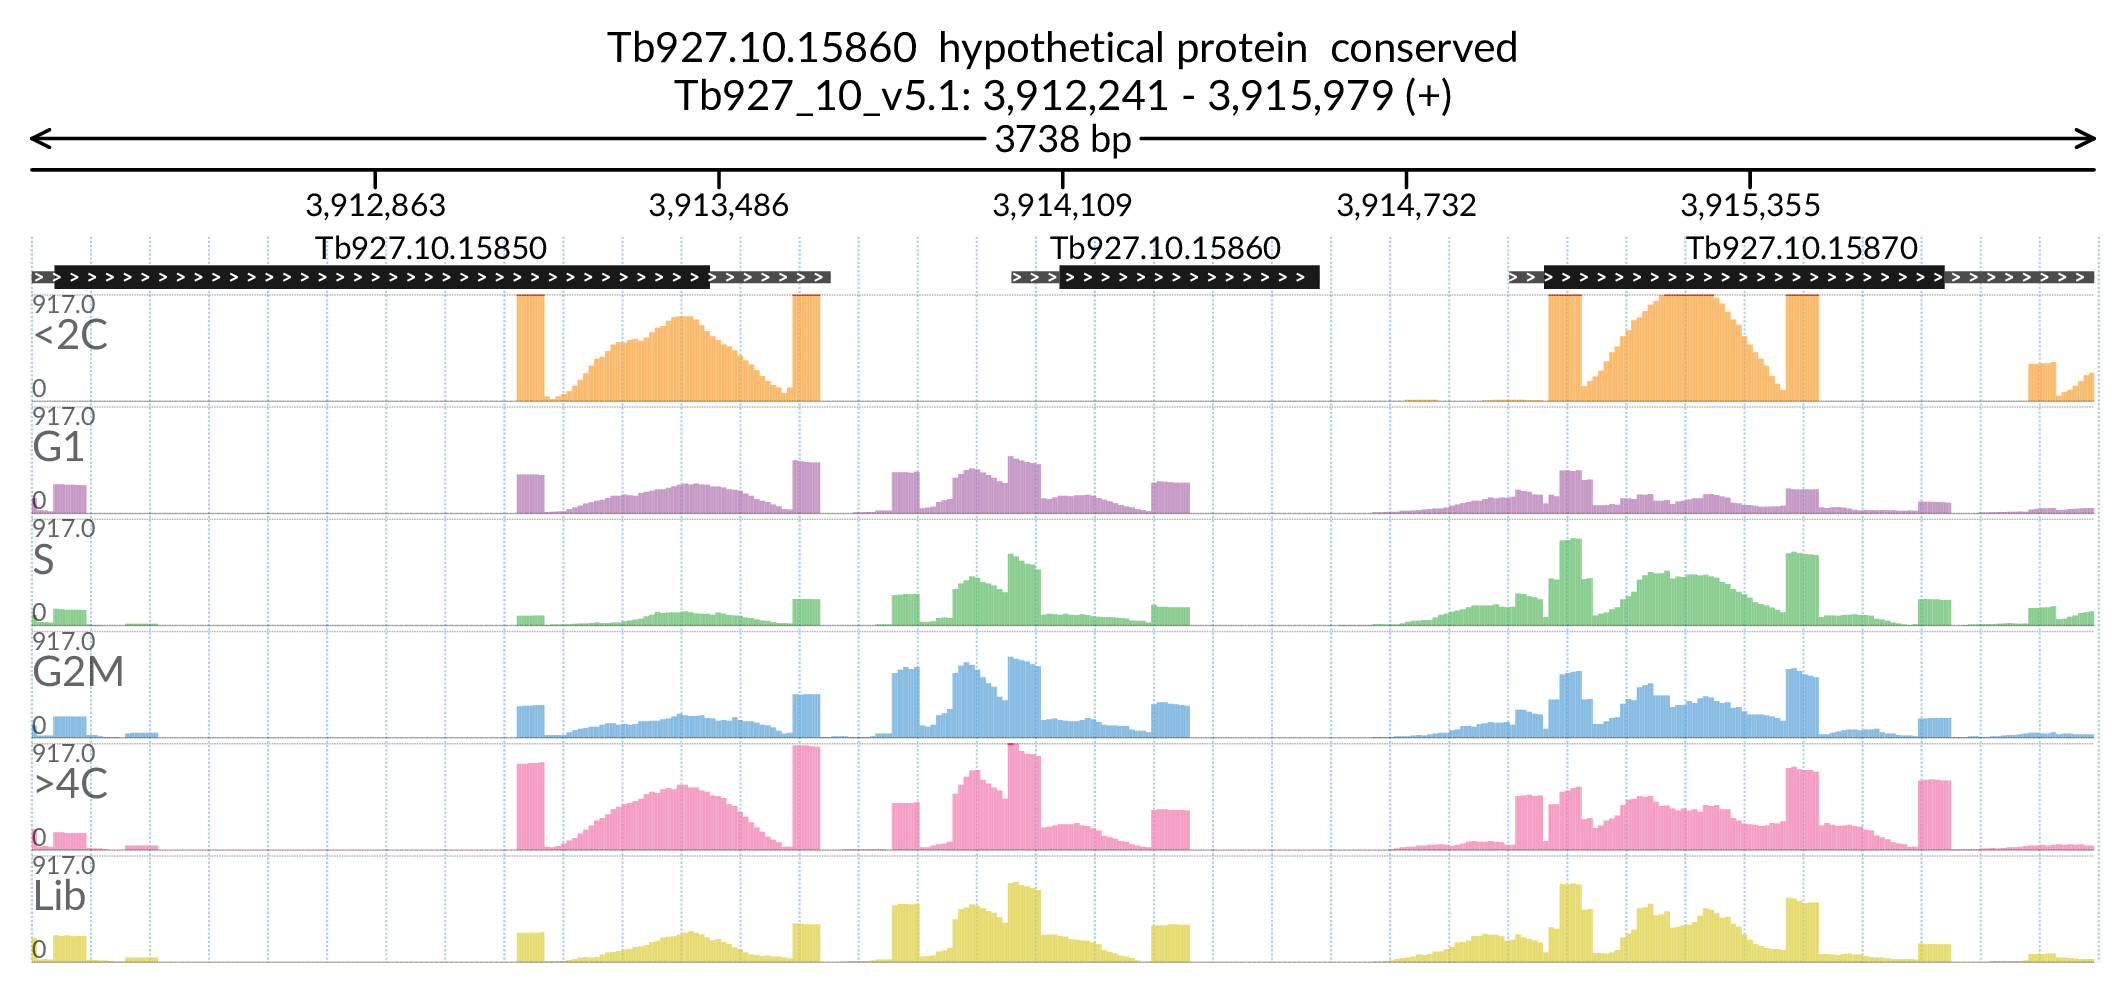 Tb927.10.15860  hypothetical protein  conserved
Tb927_10_v5.1: 3,912,241 - 3,915,979 (+)
3738 bp
3,912,863 3,913,486 3,914,109 3,914,732 3,915,355
Tb927.10.15850 Tb927.10.15860 Tb927.10.15870
917.0
<2C
0
917.0
G1
0
917.0
S
0
917.0
G2M
0
917.0
>4C
0
917.0
Lib
0